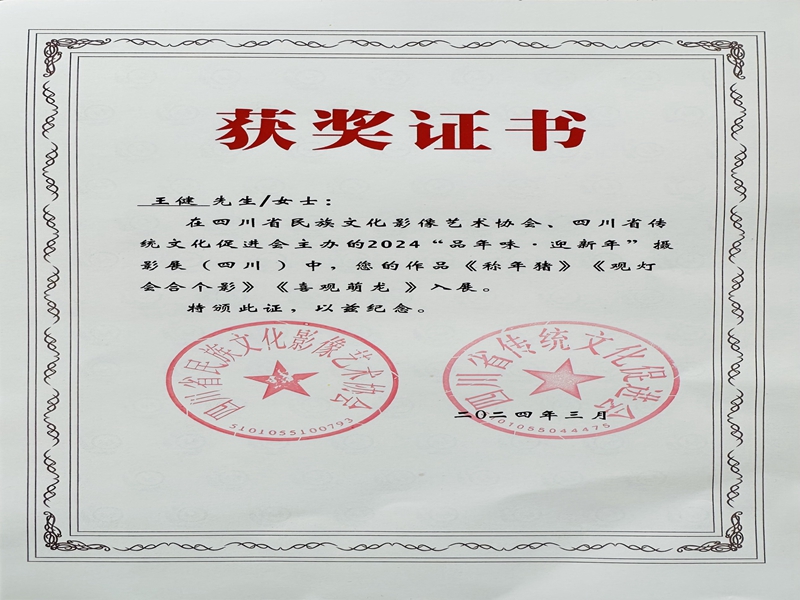 获奖证书
王健 先生/女士：
在四川省民族文化影像艺术协会、四川省传
统文化促进会主办的2024“品年味·迎新年”摄
影展（四川 ）中，您的作品《称年猪》《观灯
会合个影》《喜观萌龙 》入展。
特颁此证，以兹纪念。
四川省民族文化影像艺术协会
5101055100793
四川省传统文化促进会
5101055044475
二〇二四年三月